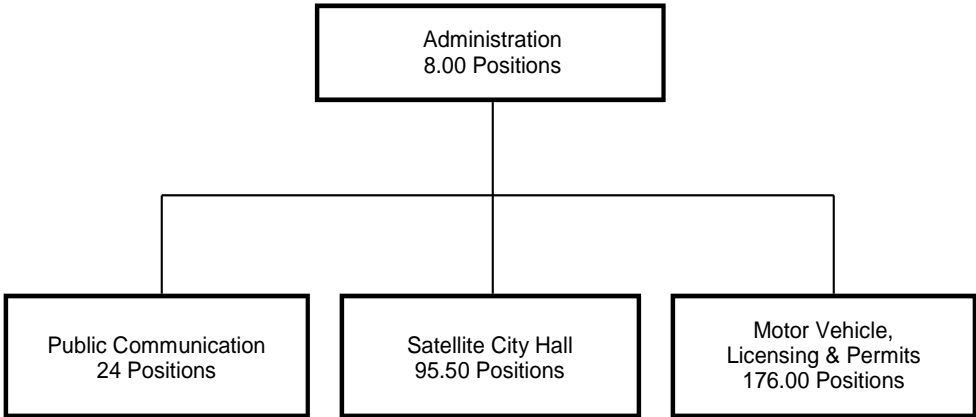 Administration
8.00 Positions
Public Communication
24 Positions
Satellite City Hall
95.50 Positions
Motor Vehicle,
Licensing & Permits
176.00 Positions